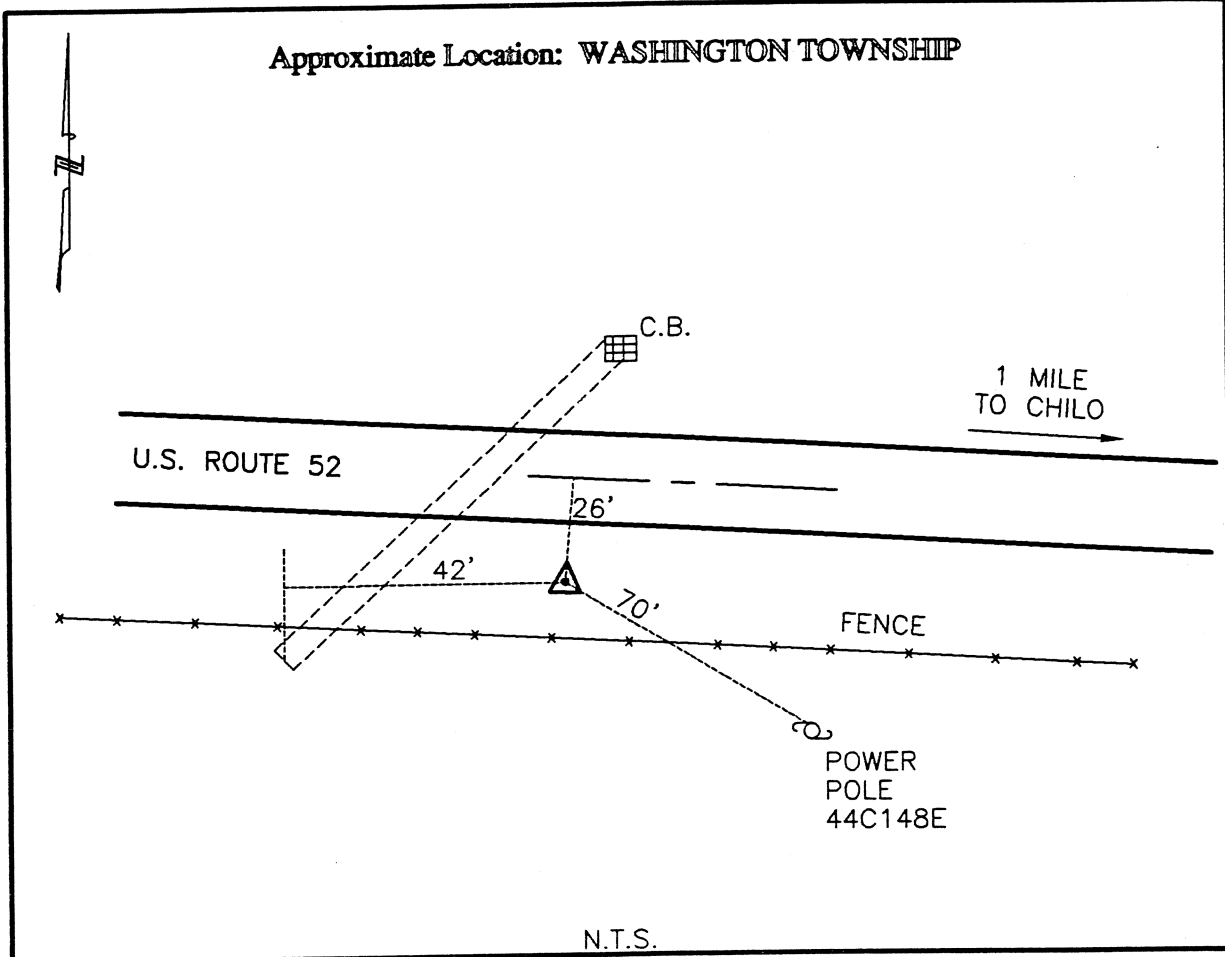 Approximate Location: WASHINGTON TOWNSHIP
N
C.B.
1 MILE
TO CHILO
U.S. ROUTE 52
26'
42'
70'
FENCE
POWER
POLE
44C148E
N.T.S.